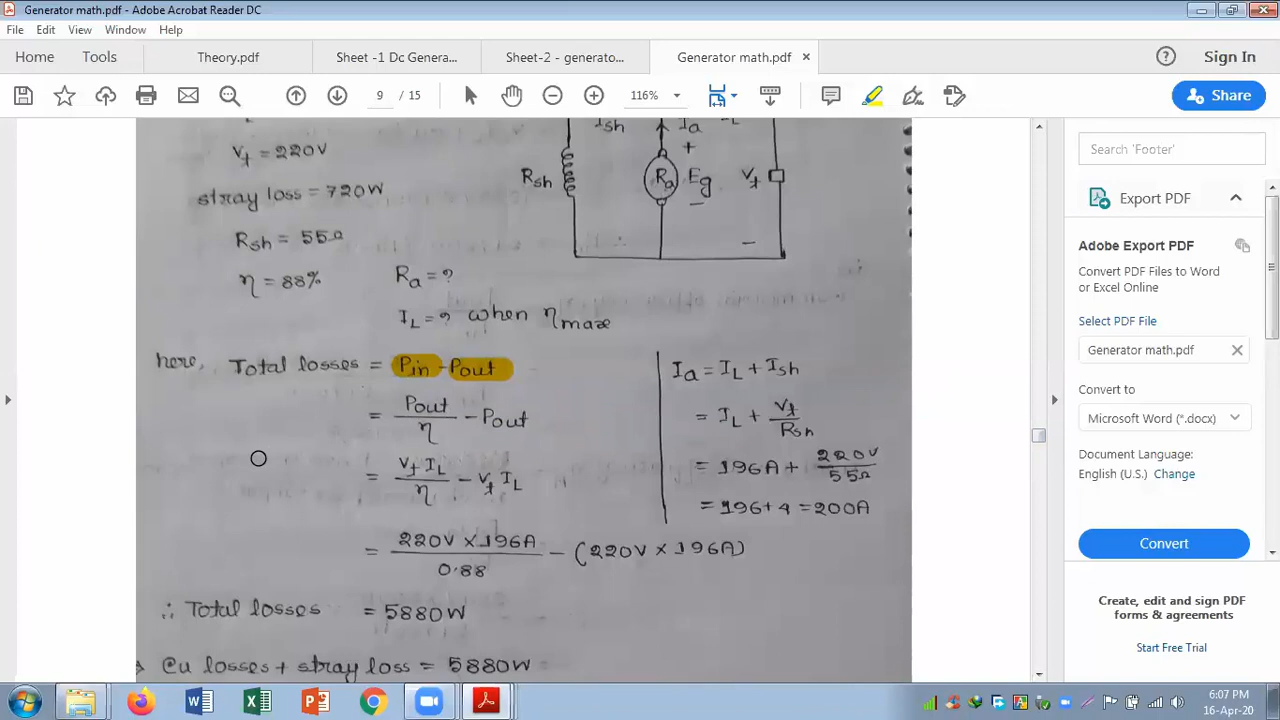 Generator math.pdf - Adobe Acrobat Reader DC
File Edit View Window Help
Home Tools Theory.pdf Sheet -1 Dc Genera... Sheet-2 - generato... Generator math.pdf × Sign In
9 / 15 116% Share
Ish Ia
Vt = 220V
+
stray loss = 720W
Rsh Ra Eg Vt
Rsh = 55Ω
η = 88%
Ra = ?
IL = ? when ηmax
here, Total losses = Pin - Pout
= Pout/η - Pout
= Vt IL/η - Vt IL
= 220V × 196A/0.88 - (220V × 196A)
∴ Total losses = 5880W
Cu losses + stray loss = 5880W
Ia = IL + Ish
= IL + Vt/Rsh
= 196A + 220V/55Ω
= 196 + 4 = 200A
Search 'Footer'
Export PDF
Adobe Export PDF
Convert PDF Files to Word
or Excel Online
Select PDF File
Generator math.pdf
Convert to
Microsoft Word (*.docx)
Document Language:
English (U.S.) Change
Convert
Create, edit and sign PDF
forms & agreements
Start Free Trial
6:07 PM
16-Apr-20